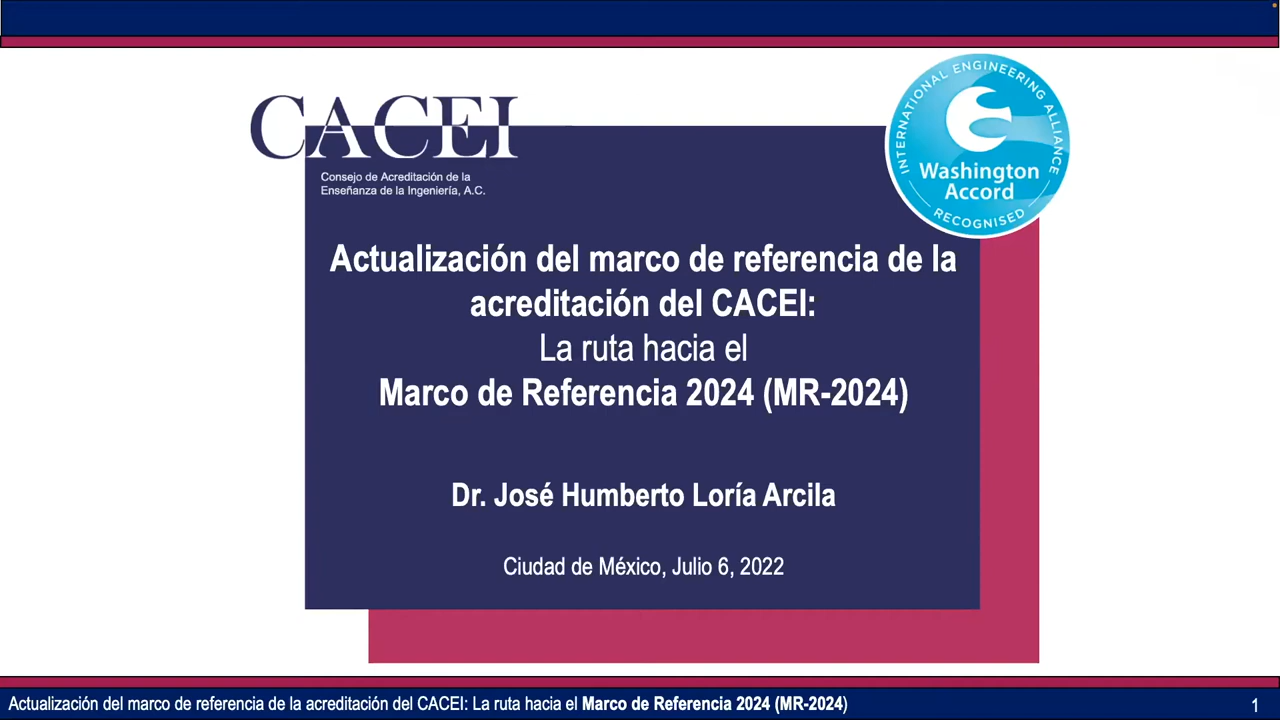 CACEI
Consejo de Acreditación de la
Enseñanza de la Ingeniería, A.C.
INTERNATIONAL ENGINEERING ALLIANCE
Washington
Accord
RECOGNISED
Actualización del marco de referencia de la
acreditación del CACEI:
La ruta hacia el
Marco de Referencia 2024 (MR-2024)
Dr. José Humberto Loría Arcila
Ciudad de México, Julio 6, 2022
Actualización del marco de referencia de la acreditación del CACEI: La ruta hacia el Marco de Referencia 2024 (MR-2024)
1